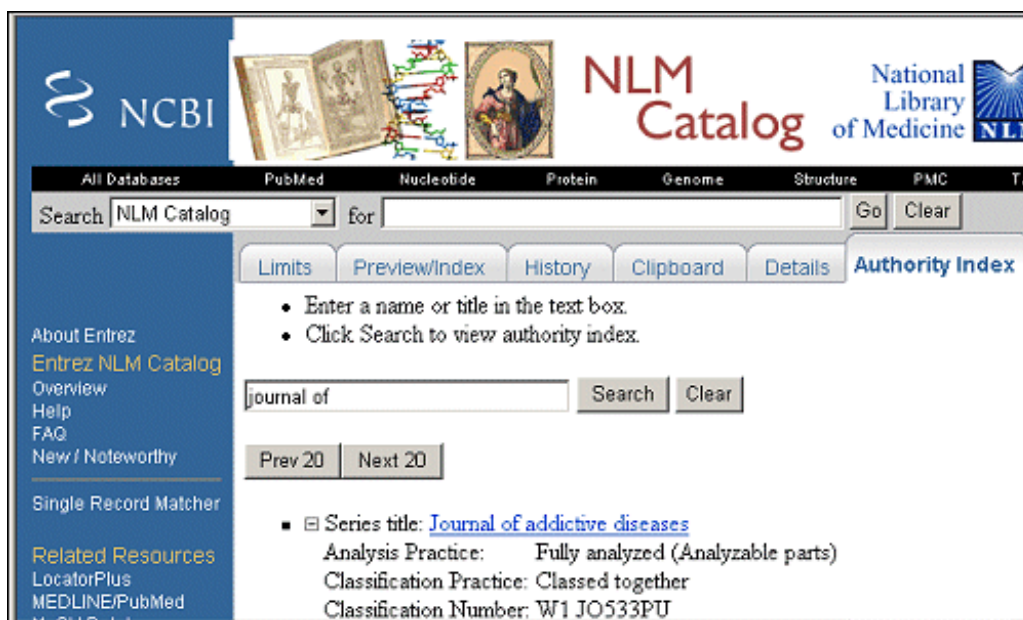 NCBI
NLM
Catalog
National
Library
of Medicine
All Databases PubMed Nucleotide Protein Genome Structure PMC
Search NLM Catalog for Go Clear
Limits Preview/Index History Clipboard Details Authority Index
• Enter a name or title in the text box.
• Click Search to view authority index.
journal of Search Clear
Prev 20 Next 20
Series title: Journal of addictive diseases
Analysis Practice: Fully analyzed (Analyzable parts)
Classification Practice: Classed together
Classification Number: W1 JO533PU
About Entrez
Entrez NLM Catalog
Overview
Help
FAQ
New / Noteworthy
Single Record Matcher
Related Resources
LocatorPlus
MEDLINE/PubMed